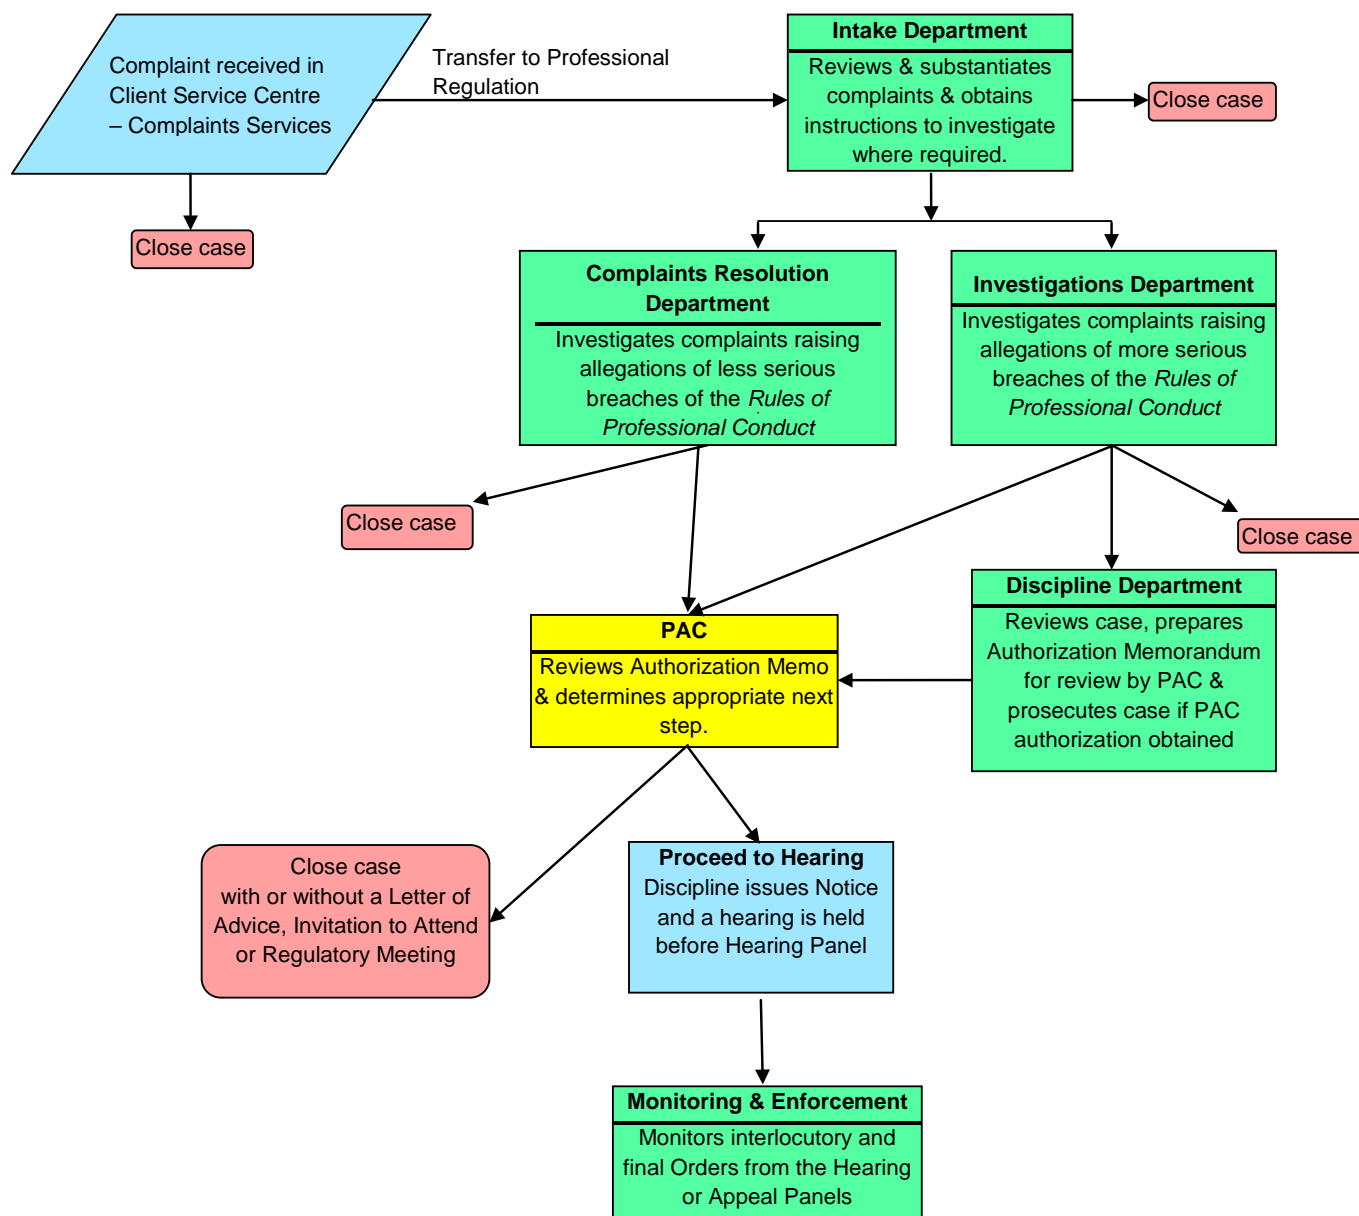 Complaint received in
Client Service Centre
– Complaints Services
Transfer to Professional
Regulation
Intake Department
Reviews & substantiates
complaints & obtains
instructions to investigate
where required.
Close case
Close case
Complaints Resolution
Department
Investigates complaints raising
allegations of less serious
breaches of the Rules of
Professional Conduct
Investigations Department
Investigates complaints raising
allegations of more serious
breaches of the Rules of
Professional Conduct
Close case
Close case
Discipline Department
Reviews case, prepares
Authorization Memorandum
for review by PAC &
prosecutes case if PAC
authorization obtained
PAC
Reviews Authorization Memo
& determines appropriate next
step.
Close case
with or without a Letter of
Advice, Invitation to Attend
or Regulatory Meeting
Proceed to Hearing
Discipline issues Notice
and a hearing is held
before Hearing Panel
Monitoring & Enforcement
Monitors interlocutory and
final Orders from the Hearing
or Appeal Panels